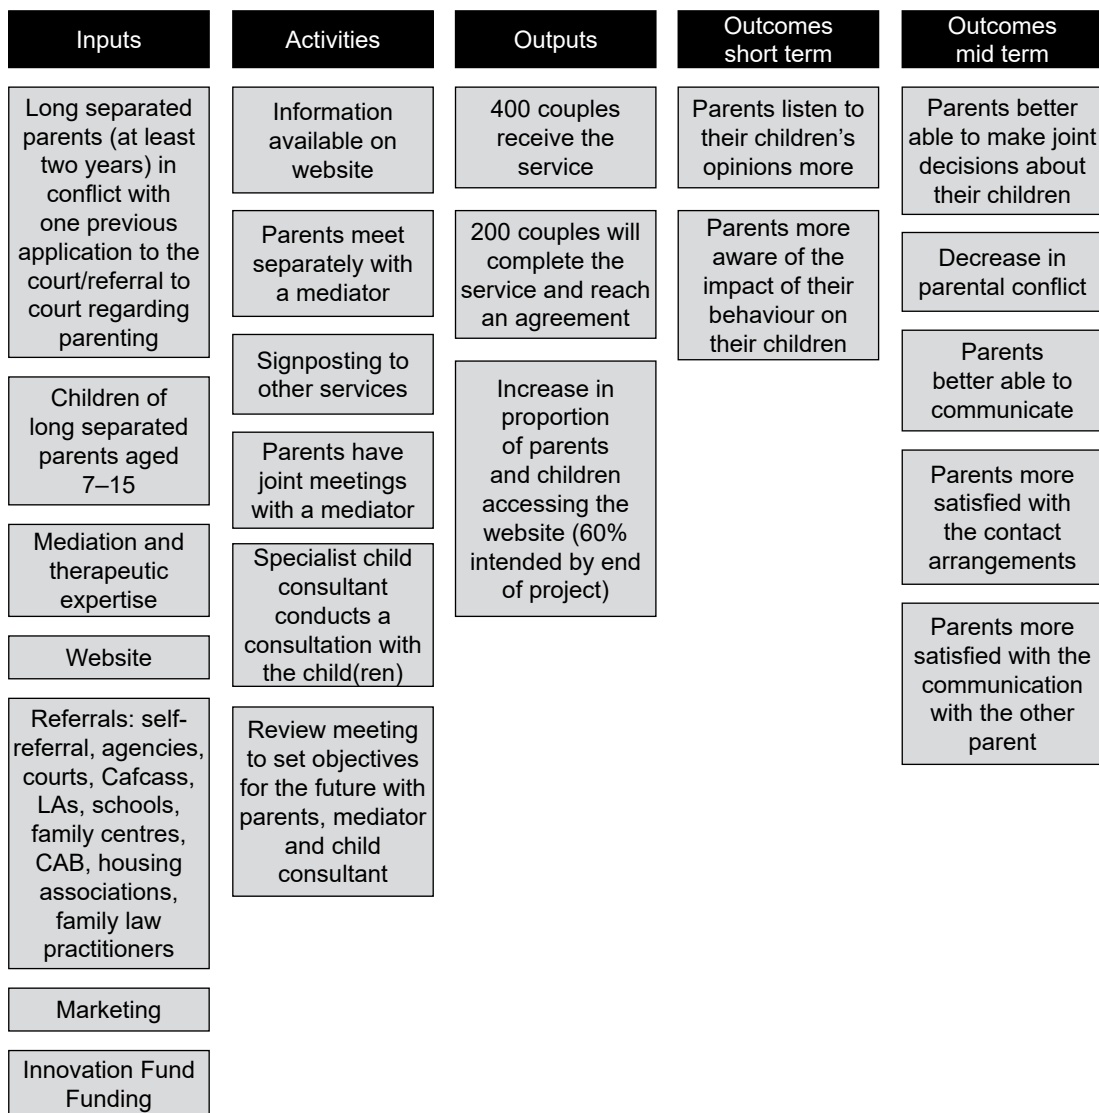 Inputs
Long separated
parents (at least
two years) in
conflict with
one previous
application to the
court/referral to
court regarding
parenting
Children of
long separated
parents aged
7–15
Mediation and
therapeutic
expertise
Website
Referrals: self-
referral, agencies,
courts, Cafcass,
LAs, schools,
family centres,
CAB, housing
associations,
family law
practitioners
Marketing
Innovation Fund
Funding
Activities
Information
available on
website
Parents meet
separately with
a mediator
Signposting to
other services
Parents have
joint meetings
with a mediator
Specialist child
consultant
conducts a
consultation with
the child(ren)
Review meeting
to set objectives
for the future with
parents, mediator
and child
consultant
Outputs
400 couples
receive the
service
200 couples will
complete the
service and reach
an agreement
Increase in
proportion
of parents
and children
accessing the
website (60%
intended by end
of project)
Outcomes
short term
Parents listen to
their children’s
opinions more
Parents more
aware of the
impact of their
behaviour on
their children
Outcomes
mid term
Parents better
able to make joint
decisions about
their children
Decrease in
parental conflict
Parents
better able to
communicate
Parents more
satisfied with
the contact
arrangements
Parents more
satisfied with the
communication
with the other
parent